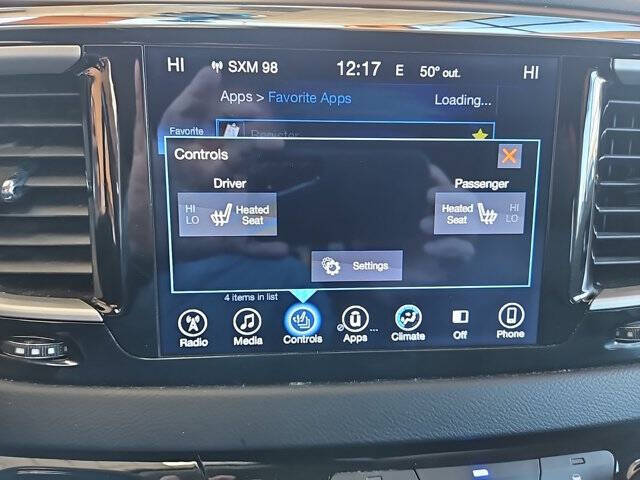 HI SXM 98 12:17 E 50° out. HI
Apps > Favorite Apps Loading...
Favorite Register
Controls
Driver Passenger
HI Heated Heated HI
LO Seat Seat LO
Settings
4 items in list
Radio Media Controls Apps ... Climate Off Phone